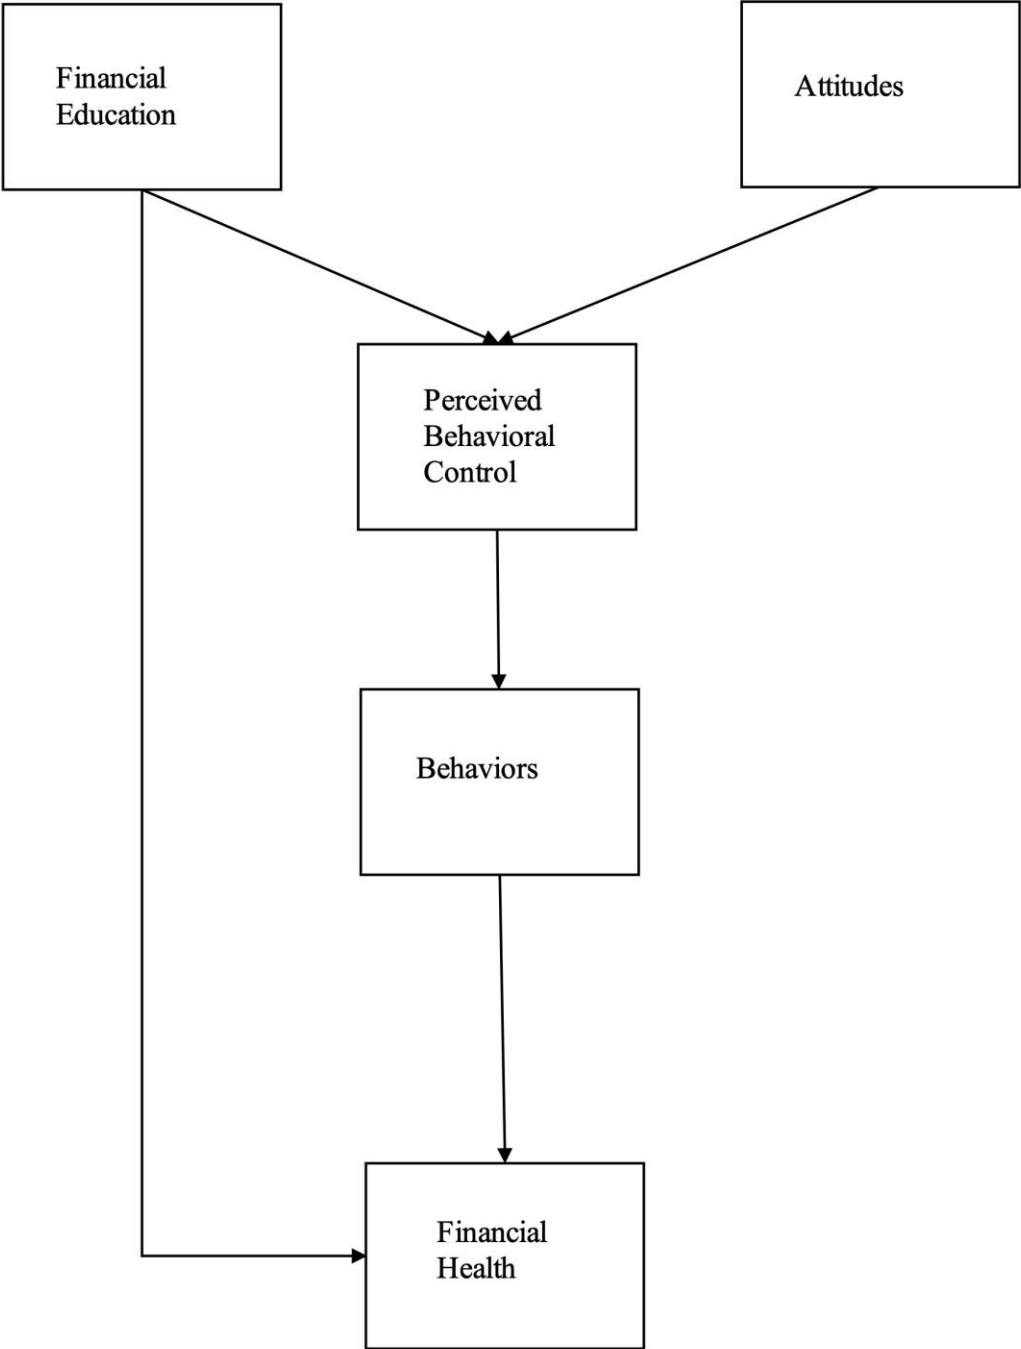 Financial
Education
Attitudes
Perceived
Behavioral
Control
Behaviors
Financial
Health